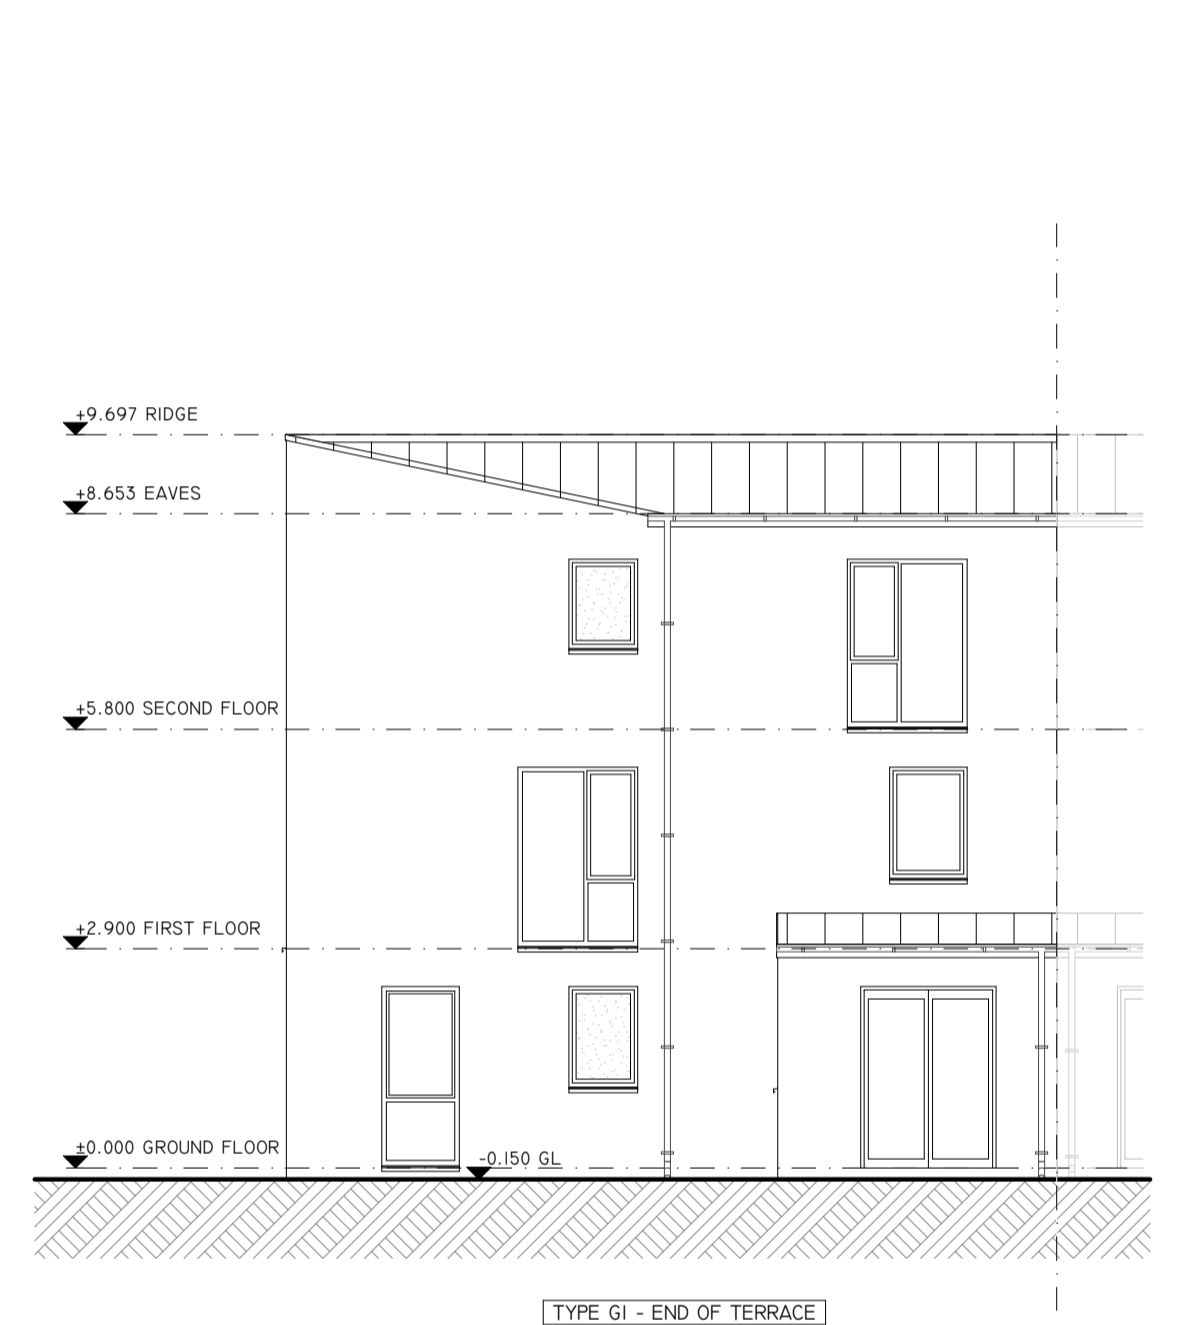 +9.697 RIDGE
+8.653 EAVES
+5.800 SECOND FLOOR
+2.900 FIRST FLOOR
±0.000 GROUND FLOOR
-0.150 GL
TYPE G1 - END OF TERRACE